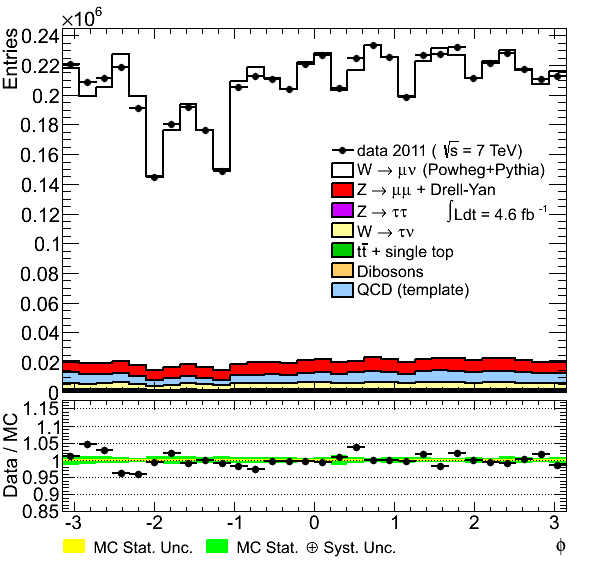 ×10⁶
Entries
0.24
0.22
0.2
0.18
0.16
0.14
0.12
0.1
0.08
0.06
0.04
0.02
0
data 2011 ( √s = 7 TeV)
W → μν (Powheg+Pythia)
Z → μμ + Drell-Yan
Z → ττ
∫Ldt = 4.6 fb⁻¹
W → τν
tt̄ + single top
Dibosons
QCD (template)
Data / MC
1.15
1.1
1.05
1
0.95
0.9
0.85
-3 -2 -1 0 1 2 3
MC Stat. Unc. MC Stat. ⊕ Syst. Unc. ϕ